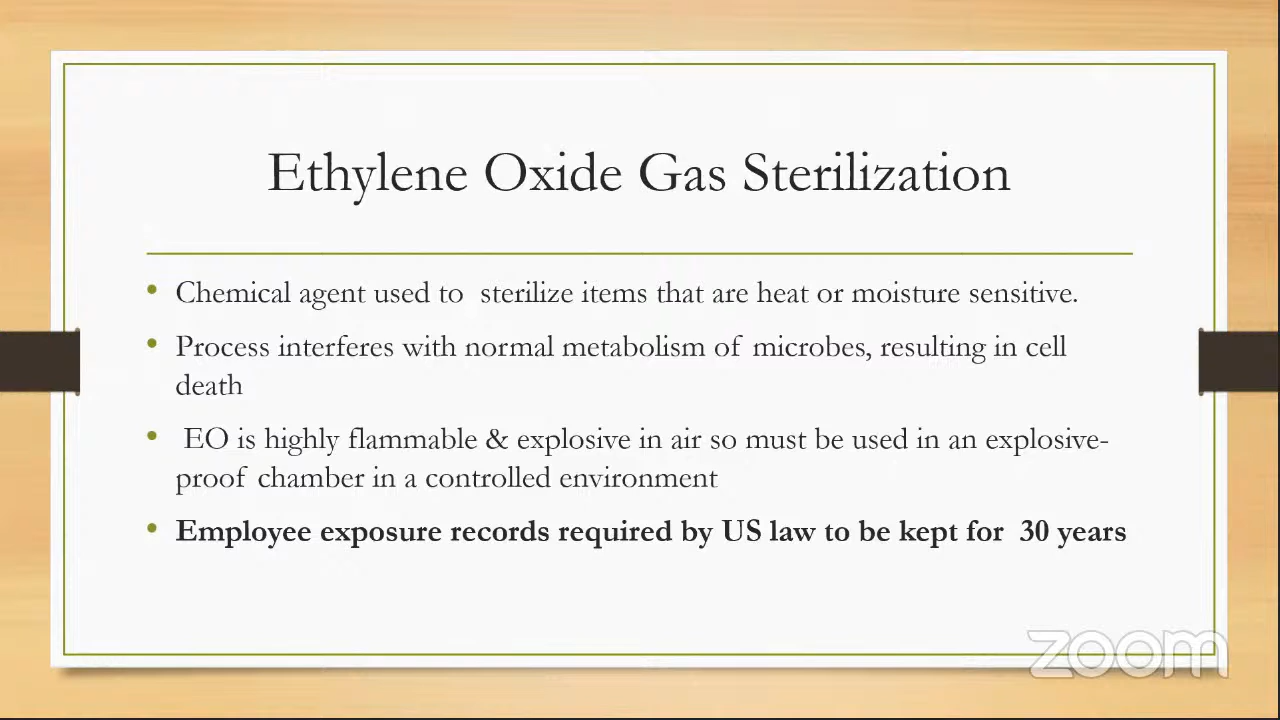 Ethylene Oxide Gas Sterilization
• Chemical agent used to  sterilize items that are heat or moisture sensitive.
• Process interferes with normal metabolism of microbes, resulting in cell
death
• EO is highly flammable & explosive in air so must be used in an explosive-
proof chamber in a controlled environment
• Employee exposure records required by US law to be kept for  30 years
zoom